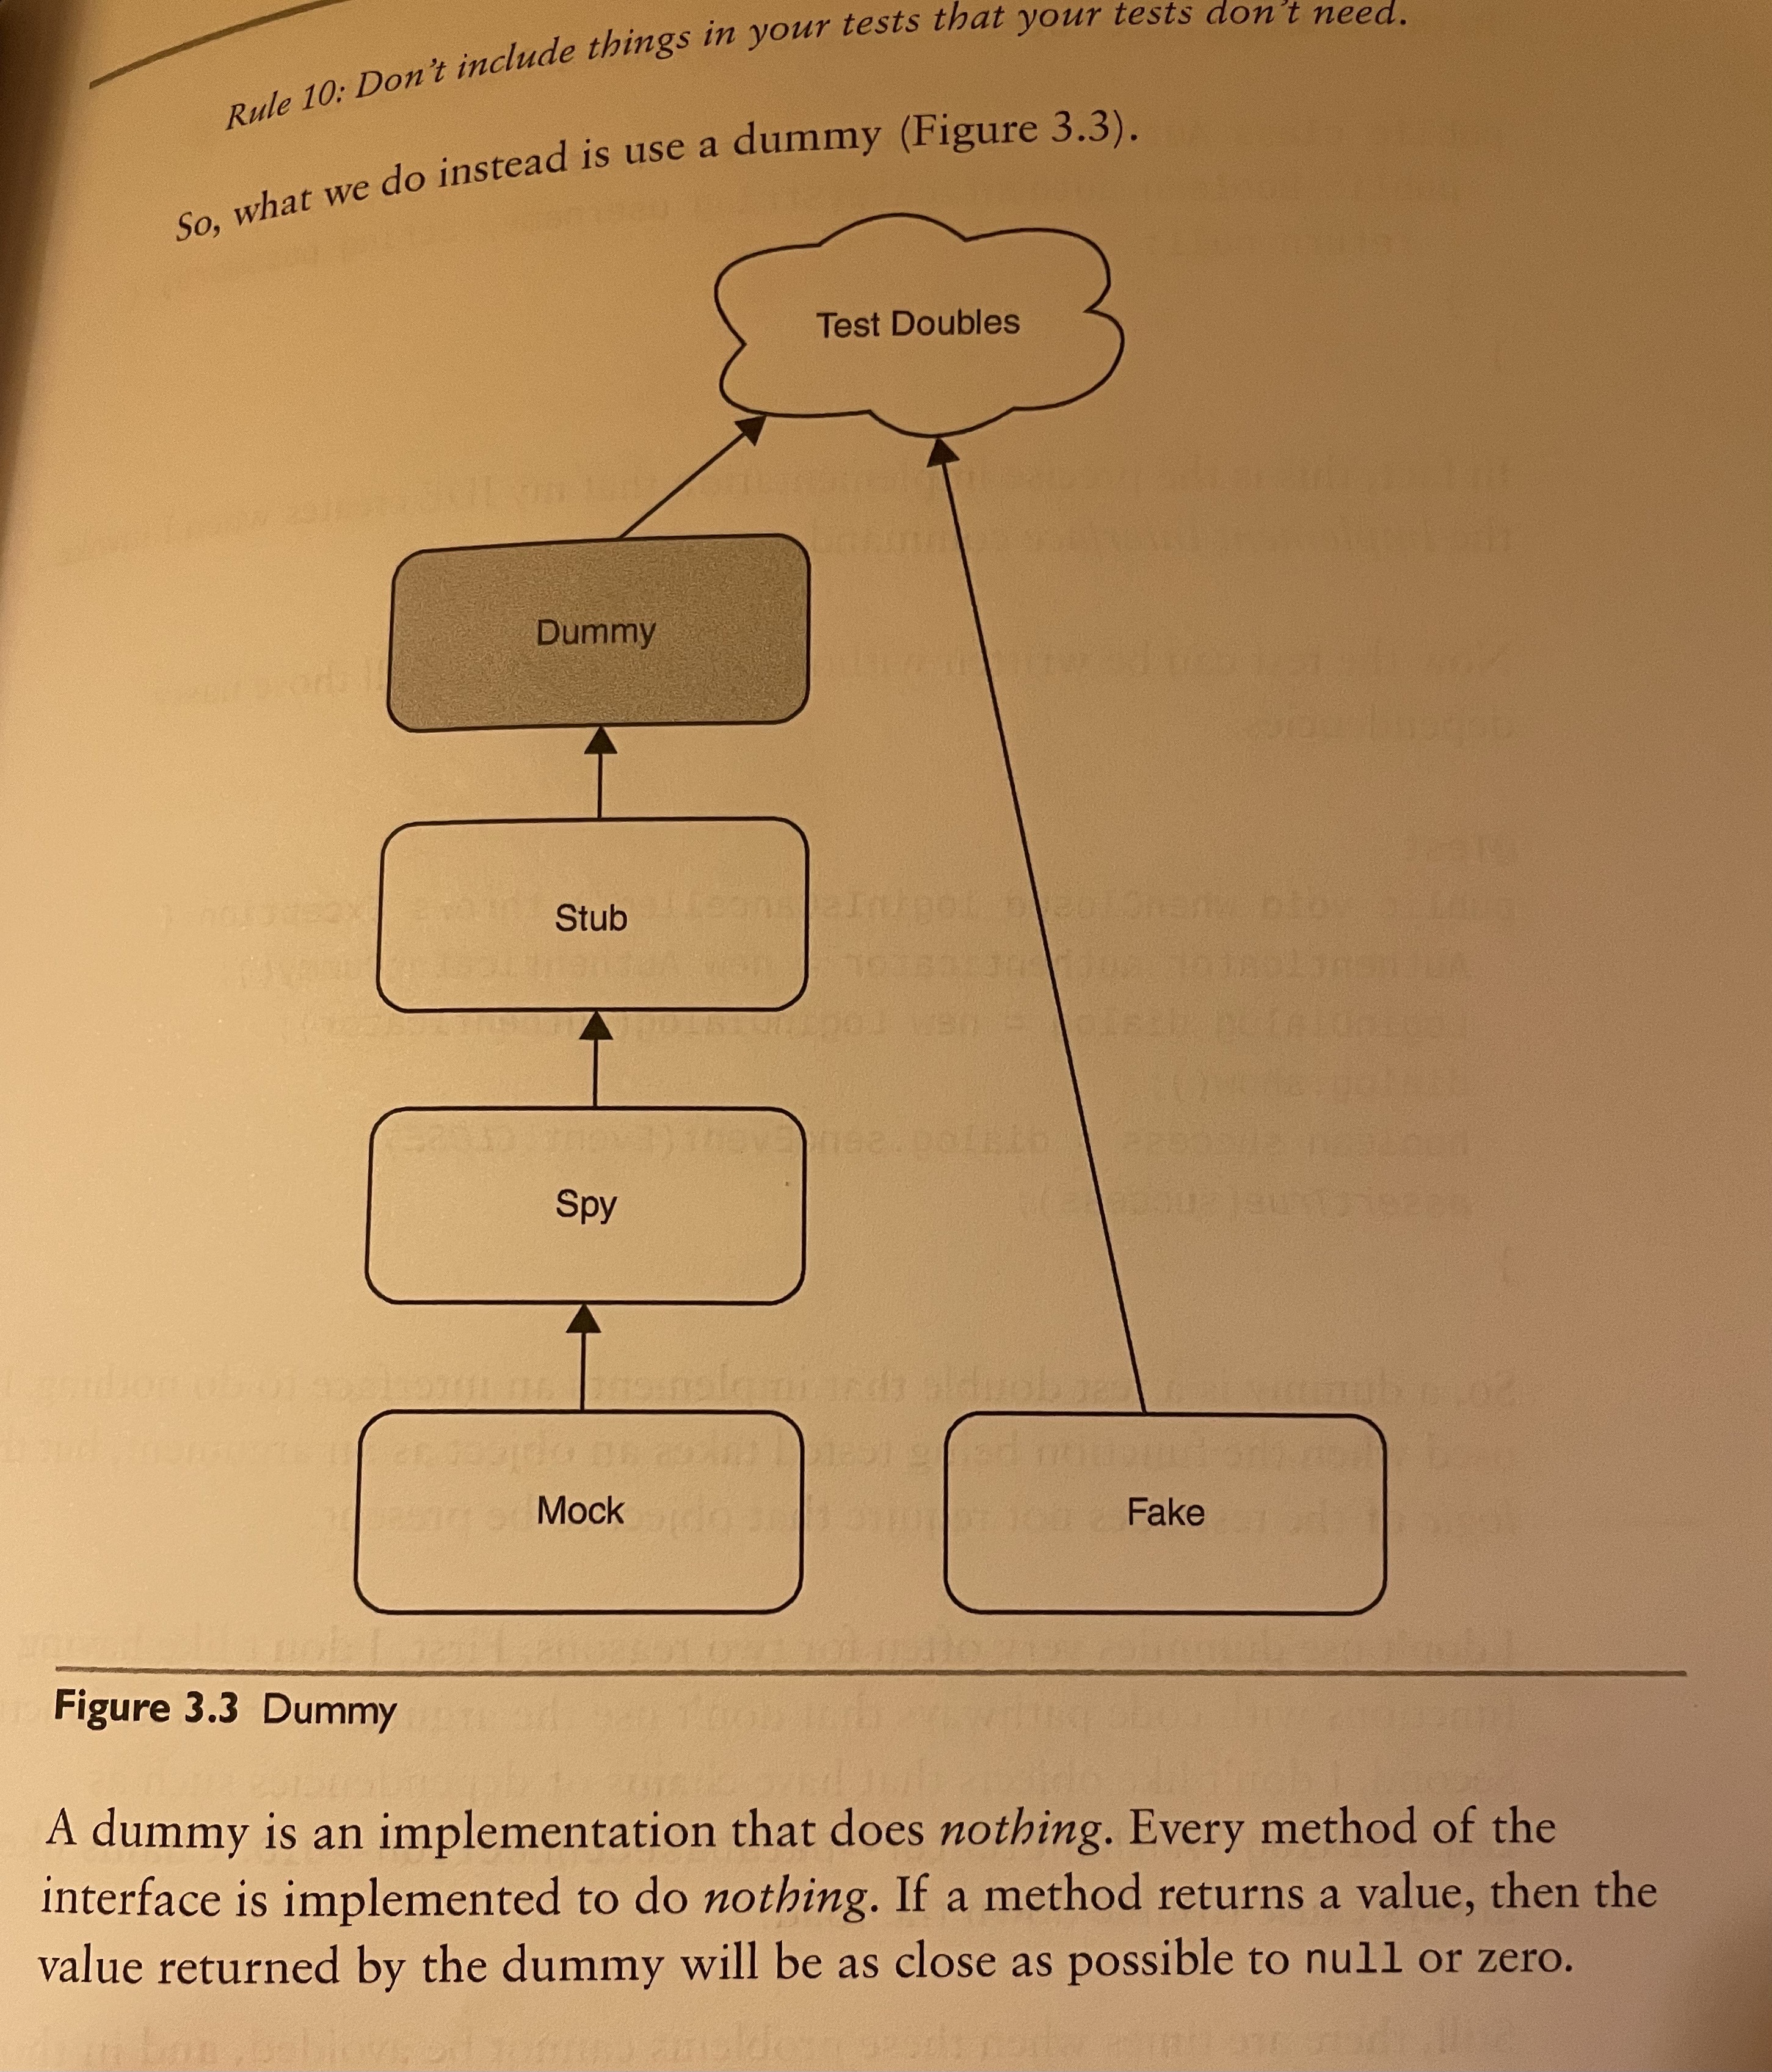 Rule 10: Don't include things in your tests that your tests don't need.
So, what we do instead is use a dummy (Figure 3.3).
Test Doubles
Dummy
Stub
Spy
Mock
Fake
Figure 3.3 Dummy
A dummy is an implementation that does nothing. Every method of the
interface is implemented to do nothing. If a method returns a value, then the
value returned by the dummy will be as close as possible to null or zero.